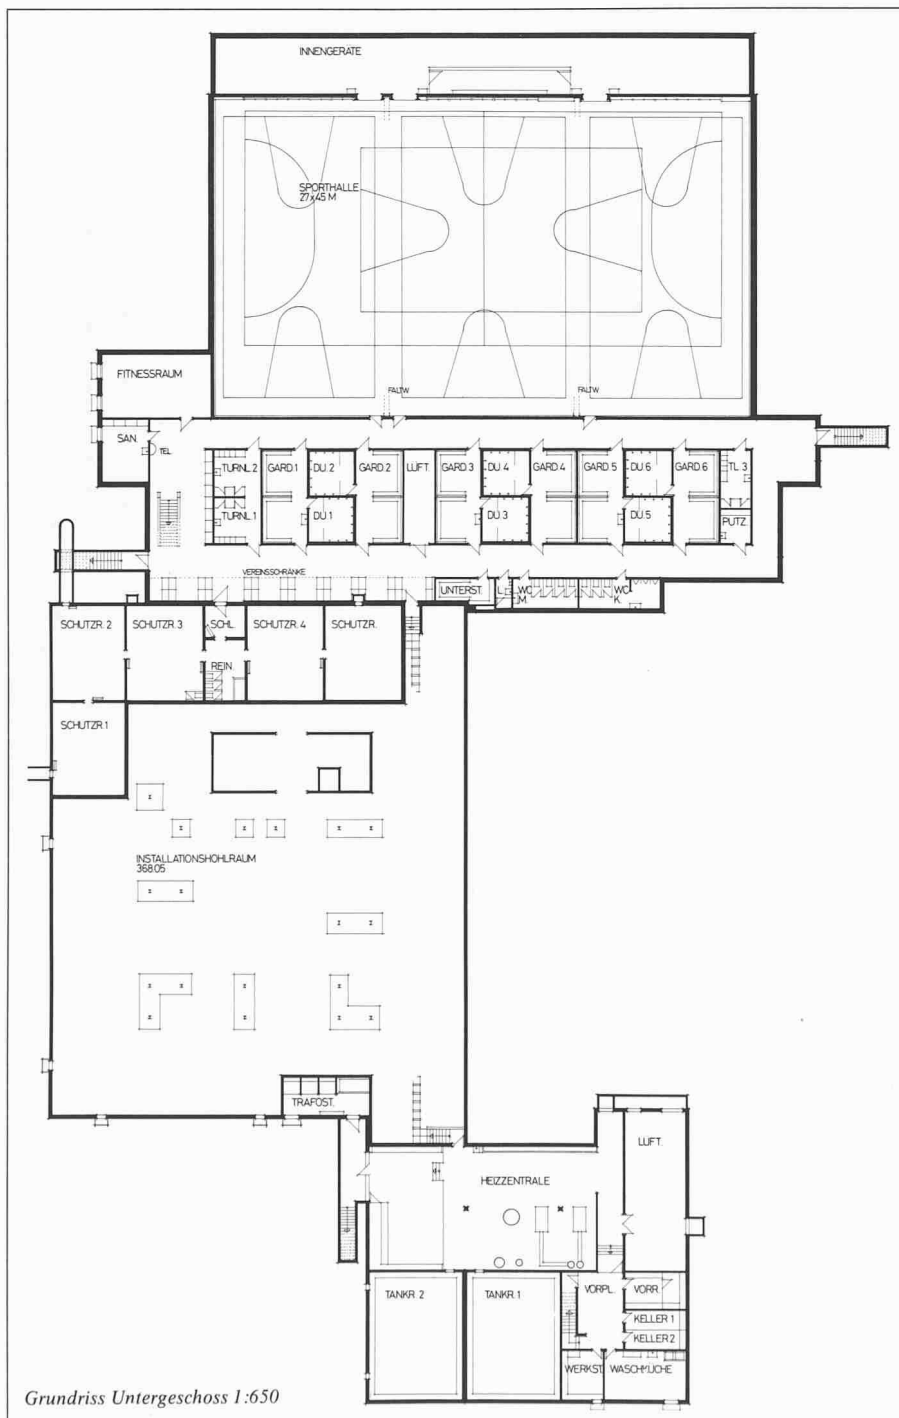 INNENGERÄTE
SPORTHALLE
27x45 M
FITNESSRAUM
FALTW.
FALTW.
SAN.
TEL.
TURNL.2
GARD.1
DU.2
GARD.2
LÜFT.
GARD.3
DU.4
GARD.4
GARD.5
DU.6
GARD.6
TL.3
TURNL.1
DU.1
DU.3
DU.5
PUTZ.
VEREINSSCHRÄNKE
UNTERST.
L.
WC
M.
WC
K.
SCHUTZR. 2
SCHUTZR. 3
SCHL.
SCHUTZR. 4
SCHUTZR.
REIN.
SCHUTZR.1
INSTALLATIONSHOHLRAUM
368.05
TRAFOST.
LÜFT.
HEIZZENTRALE
TANKR. 2
TANKR. 1
VORPL.
VORR.
KELLER 1
KELLER 2
WERKST.
WASCHKÜCHE
Grundriss Untergeschoss 1:650